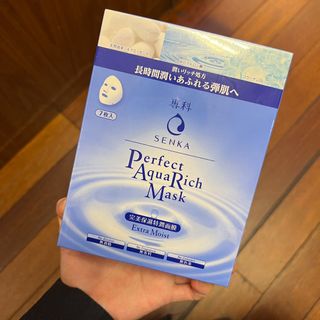 潤いリッチ処方
長時間潤いあふれる弾肌へ
7枚入
専科
SENKA
Perfect
AquaRich
Mask
完美保濕特潤面膜
Extra Moist